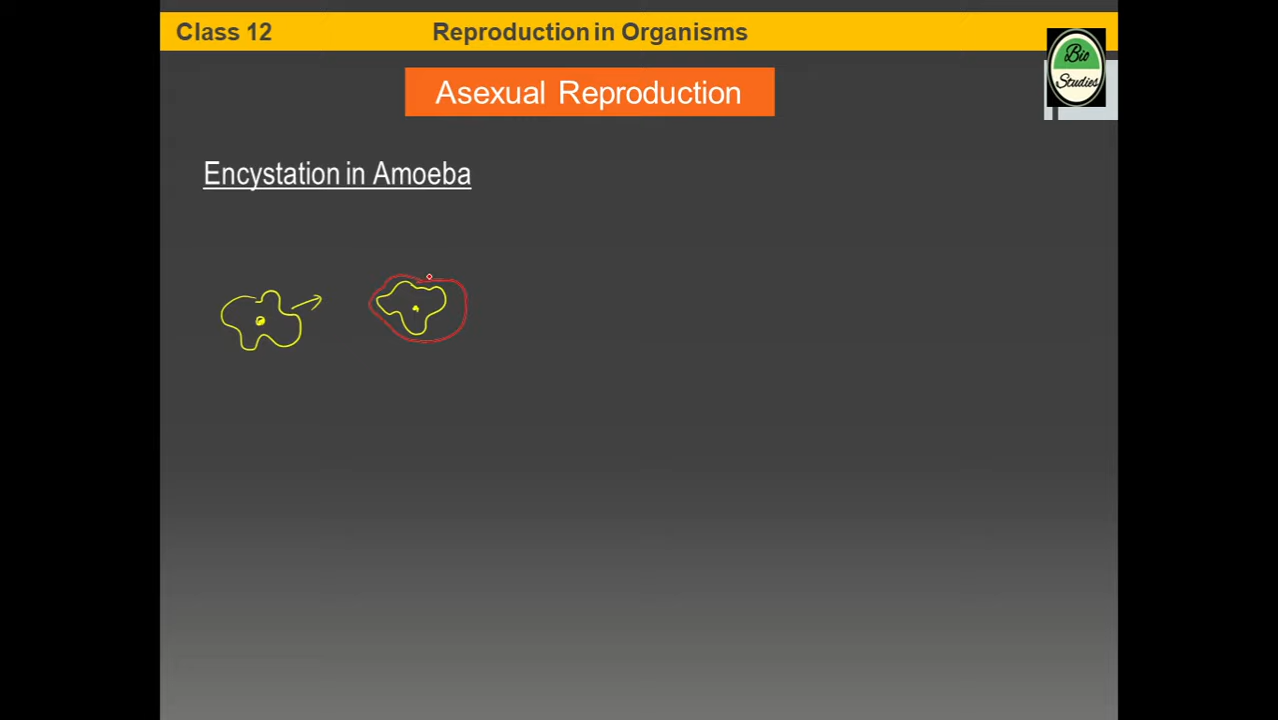 Class 12 Reproduction in Organisms
Bio
Studies
Asexual Reproduction
Encystation in Amoeba